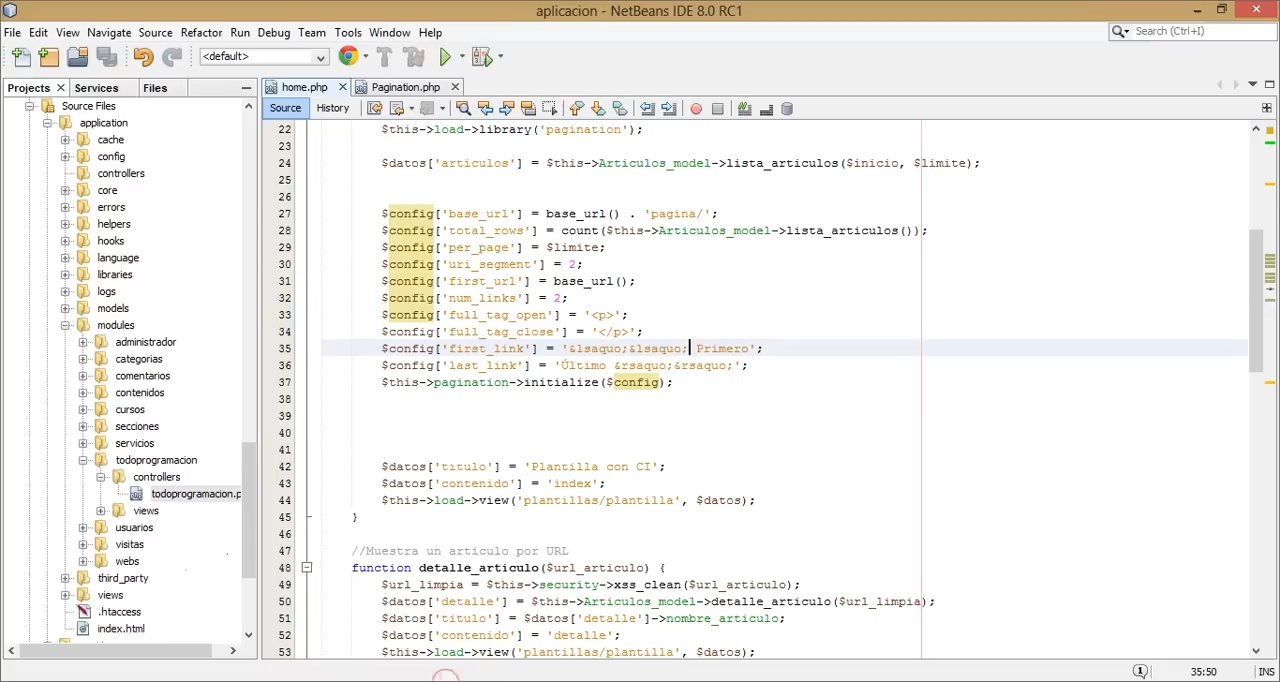 aplicacion - NetBeans IDE 8.0 RC1
File Edit View Navigate Source Refactor Run Debug Team Tools Window Help
Search (Ctrl+I)
<default>
Projects Services Files
home.php Pagination.php
Source History
Source Files
application
cache
config
controllers
core
errors
helpers
hooks
language
libraries
logs
models
modules
administrador
categorias
comentarios
contenidos
cursos
secciones
servicios
todoprogramacion
controllers
todoprogramacion.p
views
usuarios
visitas
webs
third_party
views
.htaccess
index.html
22 $this->load->library('pagination');
23
24 $datos['articulos'] = $this->Articulos_model->lista_articulos($inicio, $limite);
25
26
27 $config['base_url'] = base_url() . 'pagina/';
28 $config['total_rows'] = count($this->Articulos_model->lista_articulos());
29 $config['per_page'] = $limite;
30 $config['uri_segment'] = 2;
31 $config['first_url'] = base_url();
32 $config['num_links'] = 2;
33 $config['full_tag_open'] = '<p>';
34 $config['full_tag_close'] = '</p>';
35 $config['first_link'] = '&lsaquo;&lsaquo; Primero';
36 $config['last_link'] = 'Último &rsaquo;&rsaquo;';
37 $this->pagination->initialize($config);
38
39
40
41
42 $datos['titulo'] = 'Plantilla con CI';
43 $datos['contenido'] = 'index';
44 $this->load->view('plantillas/plantilla', $datos);
45 }
46
47 //Muestra un articulo por URL
48 function detalle_articulo($url_articulo) {
49 $url_limpia = $this->security->xss_clean($url_articulo);
50 $datos['detalle'] = $this->Articulos_model->detalle_articulo($url_limpia);
51 $datos['titulo'] = $datos['detalle']->nombre_articulo;
52 $datos['contenido'] = 'detalle';
53 $this->load->view('plantillas/plantilla', $datos);
35:50 INS